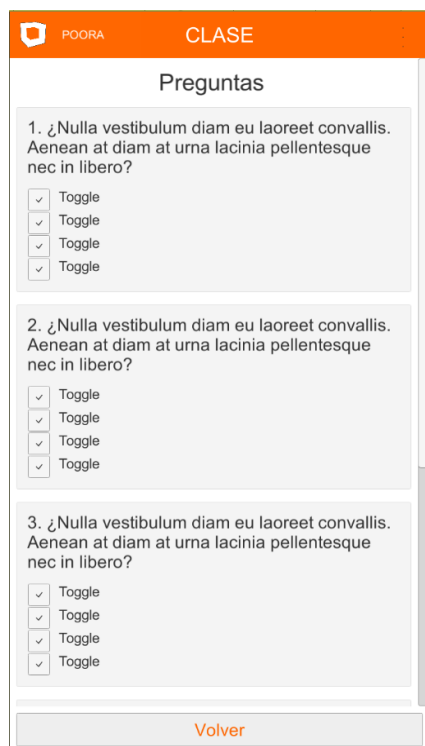 POORA
CLASE
Preguntas
1. ¿Nulla vestibulum diam eu laoreet convallis.
Aenean at diam at urna lacinia pellentesque
nec in libero?
Toggle
Toggle
Toggle
Toggle
2. ¿Nulla vestibulum diam eu laoreet convallis.
Aenean at diam at urna lacinia pellentesque
nec in libero?
Toggle
Toggle
Toggle
Toggle
3. ¿Nulla vestibulum diam eu laoreet convallis.
Aenean at diam at urna lacinia pellentesque
nec in libero?
Toggle
Toggle
Toggle
Toggle
Volver